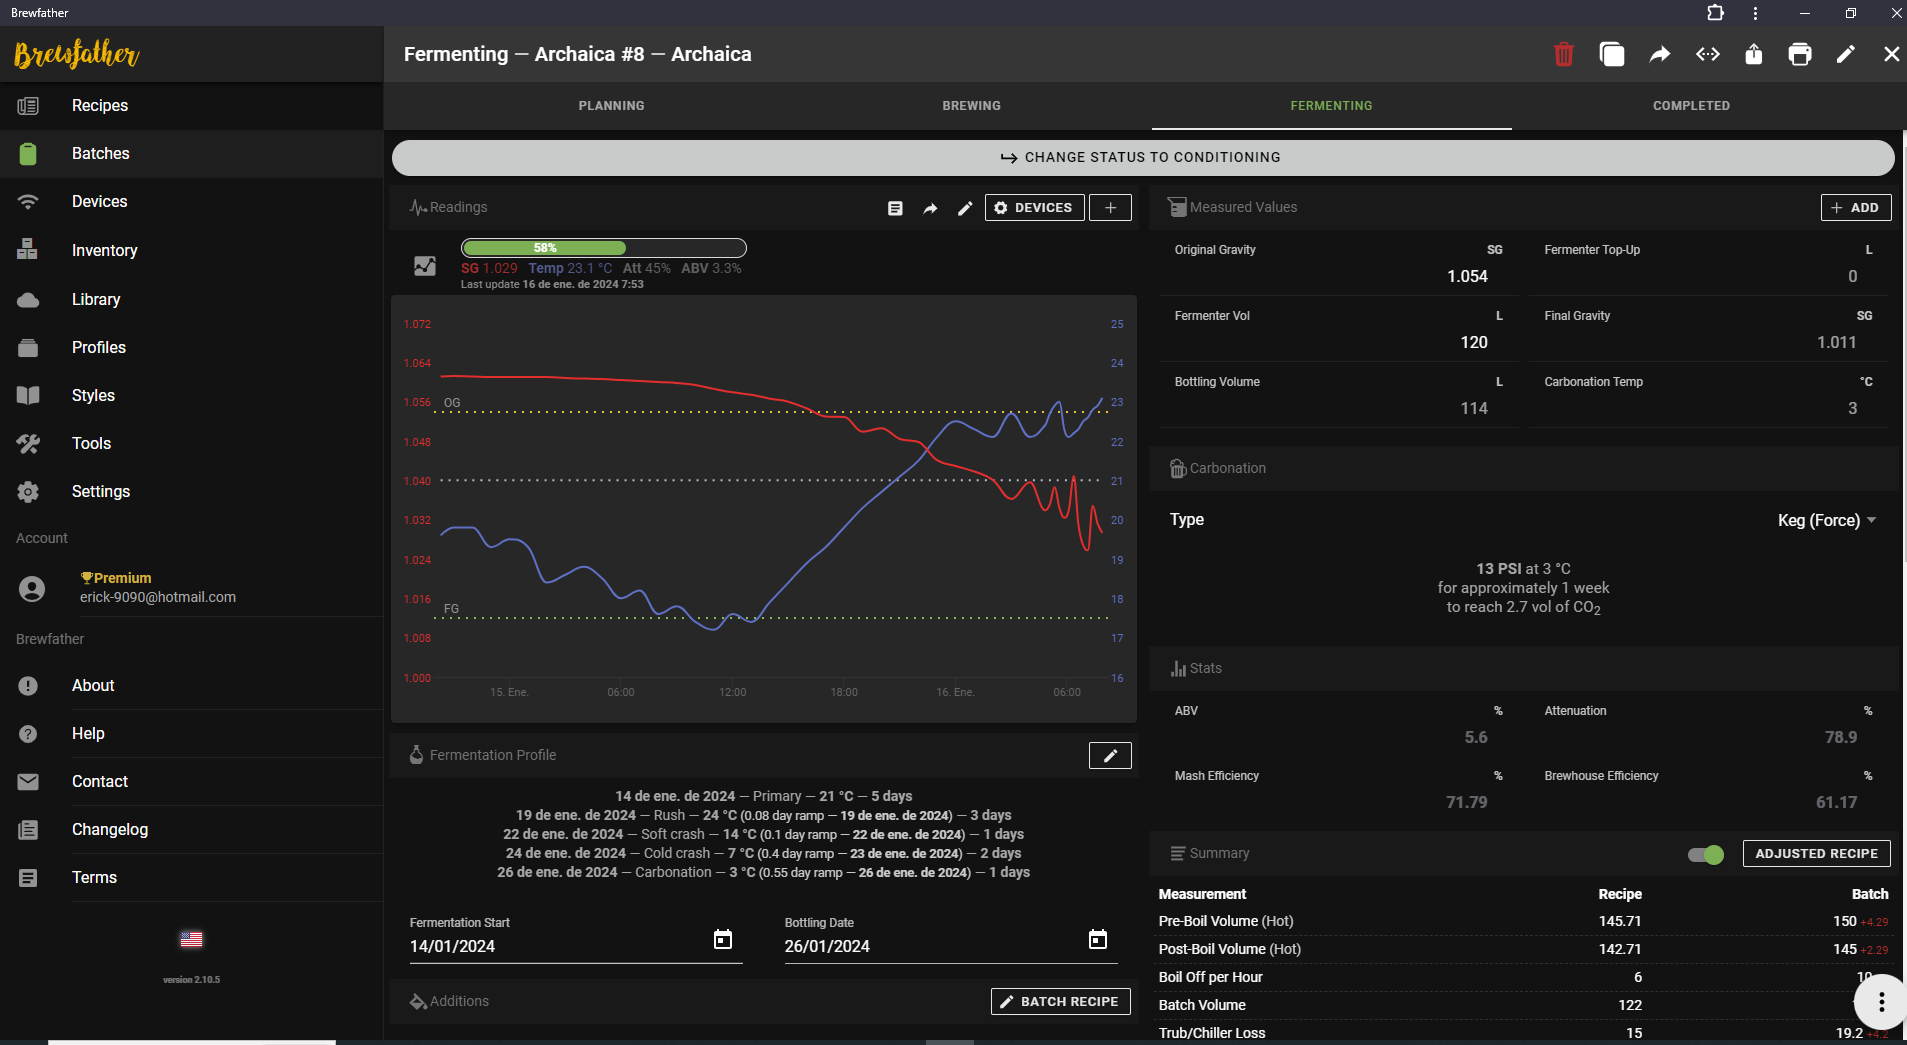 Brewfather
Brewfather
Fermenting — Archaica #8 — Archaica
Recipes
Batches
Devices
Inventory
Library
Profiles
Styles
Tools
Settings
Account
Premium
erick-9090@hotmail.com
Brewfather
About
Help
Contact
Changelog
Terms
version 2.10.5
PLANNING
BREWING
FERMENTING
COMPLETED
CHANGE STATUS TO CONDITIONING
Readings
DEVICES
58%
SG 1.029 Temp 23.1 °C Att 45% ABV 3.3%
Last update 16 de ene. de 2024 7:53
1.072
1.064
1.056
1.048
1.040
1.032
1.024
1.016
1.008
1.000
OG
FG
25
24
23
22
21
20
19
18
17
16
15. Ene.
06:00
12:00
18:00
16. Ene.
06:00
Fermentation Profile
14 de ene. de 2024 — Primary — 21 °C — 5 days
19 de ene. de 2024 — Rush — 24 °C (0.08 day ramp — 19 de ene. de 2024) — 3 days
22 de ene. de 2024 — Soft crash — 14 °C (0.1 day ramp — 22 de ene. de 2024) — 1 days
24 de ene. de 2024 — Cold crash — 7 °C (0.4 day ramp — 23 de ene. de 2024) — 2 days
26 de ene. de 2024 — Carbonation — 3 °C (0.55 day ramp — 26 de ene. de 2024) — 1 days
Fermentation Start
14/01/2024
Bottling Date
26/01/2024
Additions
BATCH RECIPE
Measured Values
+ ADD
Original Gravity SG
1.054
Fermenter Top-Up L
0
Fermenter Vol L
120
Final Gravity SG
1.011
Bottling Volume L
114
Carbonation Temp °C
3
Carbonation
Type
Keg (Force)
13 PSI at 3 °C
for approximately 1 week
to reach 2.7 vol of CO2
Stats
ABV %
5.6
Attenuation %
78.9
Mash Efficiency %
71.79
Brewhouse Efficiency %
61.17
Summary
ADJUSTED RECIPE
Measurement Recipe Batch
Pre-Boil Volume (Hot) 145.71 150 +4.29
Post-Boil Volume (Hot) 142.71 145 +2.29
Boil Off per Hour 6 10
Batch Volume 122
Trub/Chiller Loss 15 19.2 +4.2